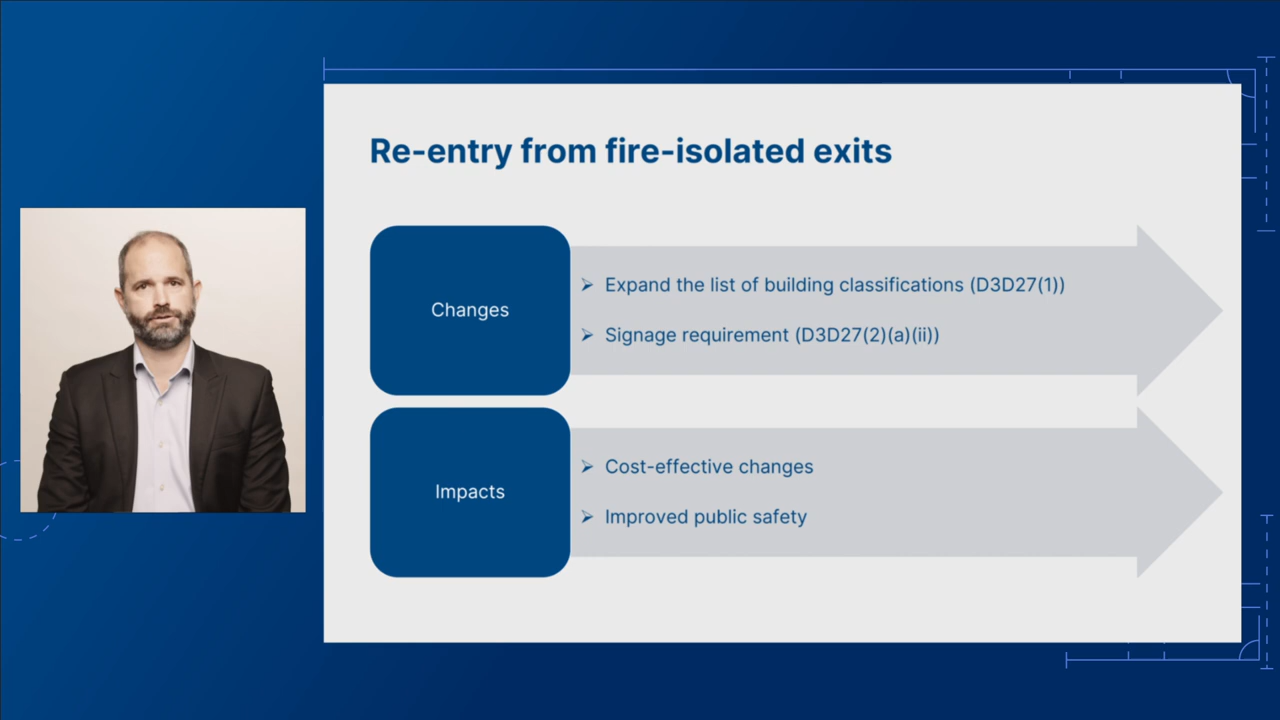 Re-entry from fire-isolated exits
Changes
➢ Expand the list of building classifications (D3D27(1))
➢ Signage requirement (D3D27(2)(a)(ii))
Impacts
➢ Cost-effective changes
➢ Improved public safety